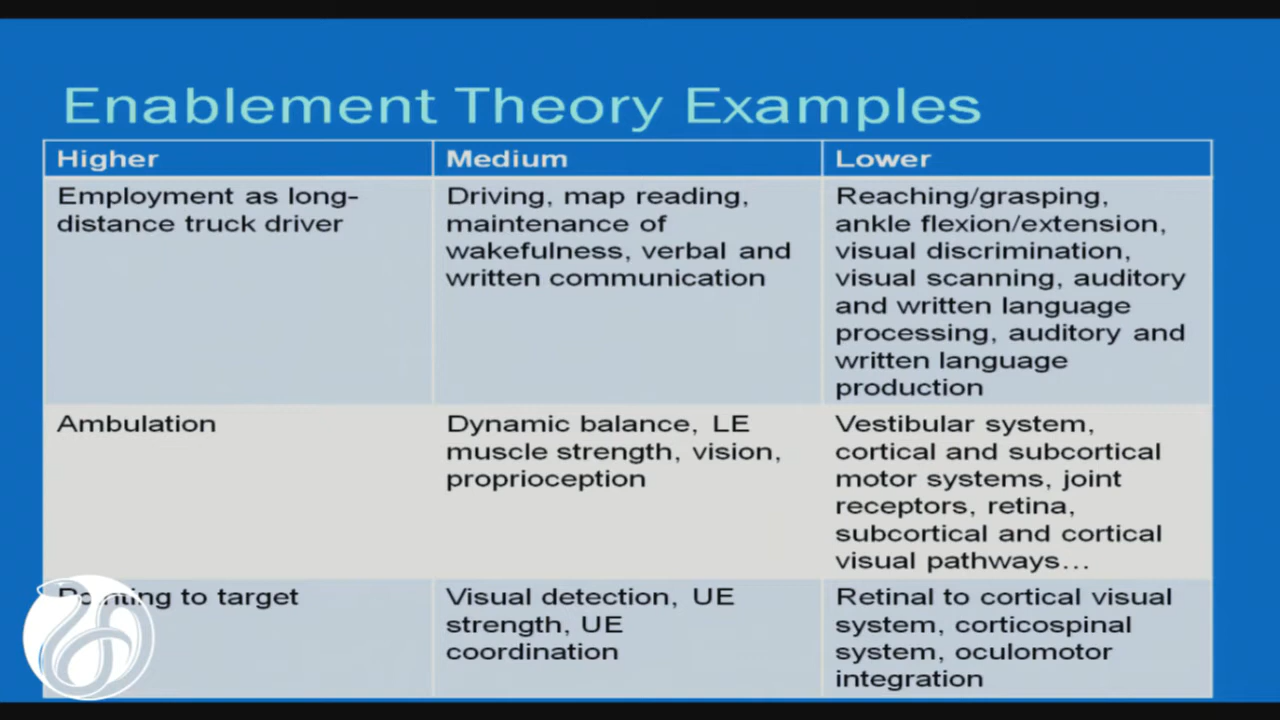 Enablement Theory Examples
Higher
Medium
Lower
Employment as long-
distance truck driver
Driving, map reading,
maintenance of
wakefulness, verbal and
written communication
Reaching/grasping,
ankle flexion/extension,
visual discrimination,
visual scanning, auditory
and written language
processing, auditory and
written language
production
Ambulation
Dynamic balance, LE
muscle strength, vision,
proprioception
Vestibular system,
cortical and subcortical
motor systems, joint
receptors, retina,
subcortical and cortical
visual pathways...
Pointing to target
Visual detection, UE
strength, UE
coordination
Retinal to cortical visual
system, corticospinal
system, oculomotor
integration